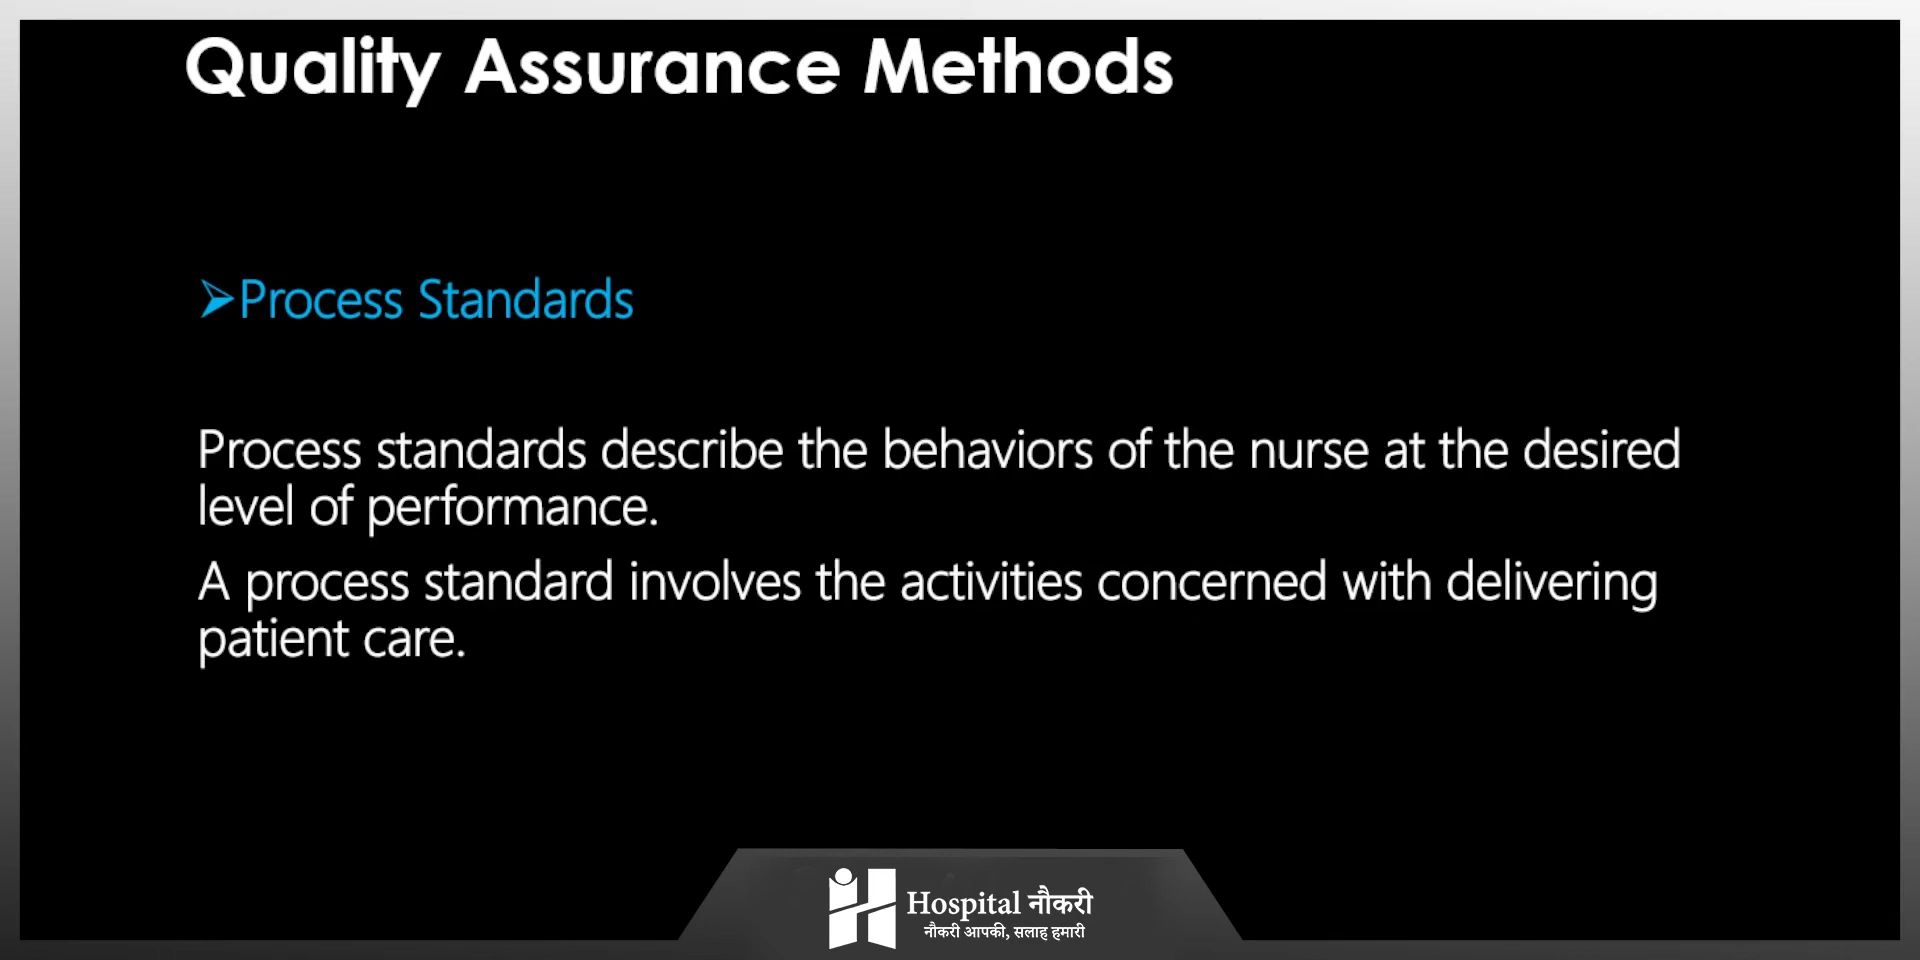 Quality Assurance Methods
➤Process Standards
Process standards describe the behaviors of the nurse at the desired
level of performance.
A process standard involves the activities concerned with delivering
patient care.
Hospital नौकरी
नौकरी आपकी, सलाह हमारी